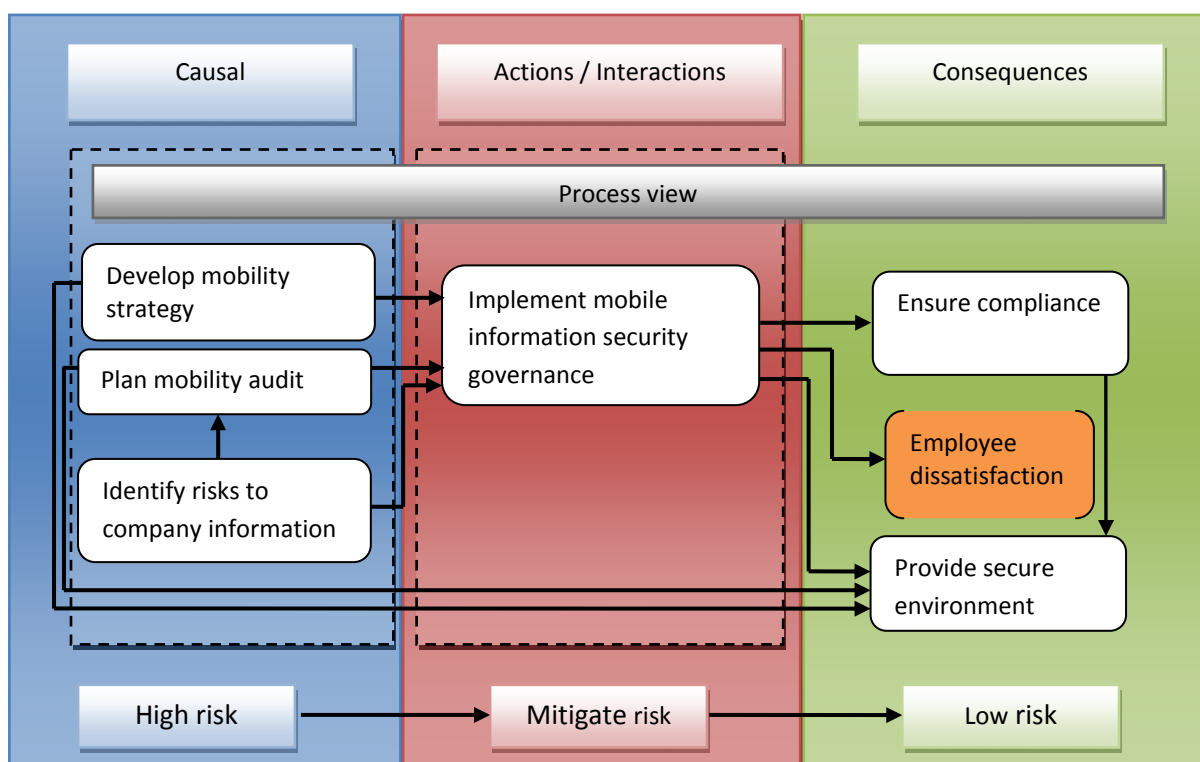 Causal
Actions / Interactions
Consequences
Process view
Develop mobility
strategy
Plan mobility audit
Identify risks to
company information
Implement mobile
information security
governance
Ensure compliance
Employee
dissatisfaction
Provide secure
environment
High risk
Mitigate risk
Low risk